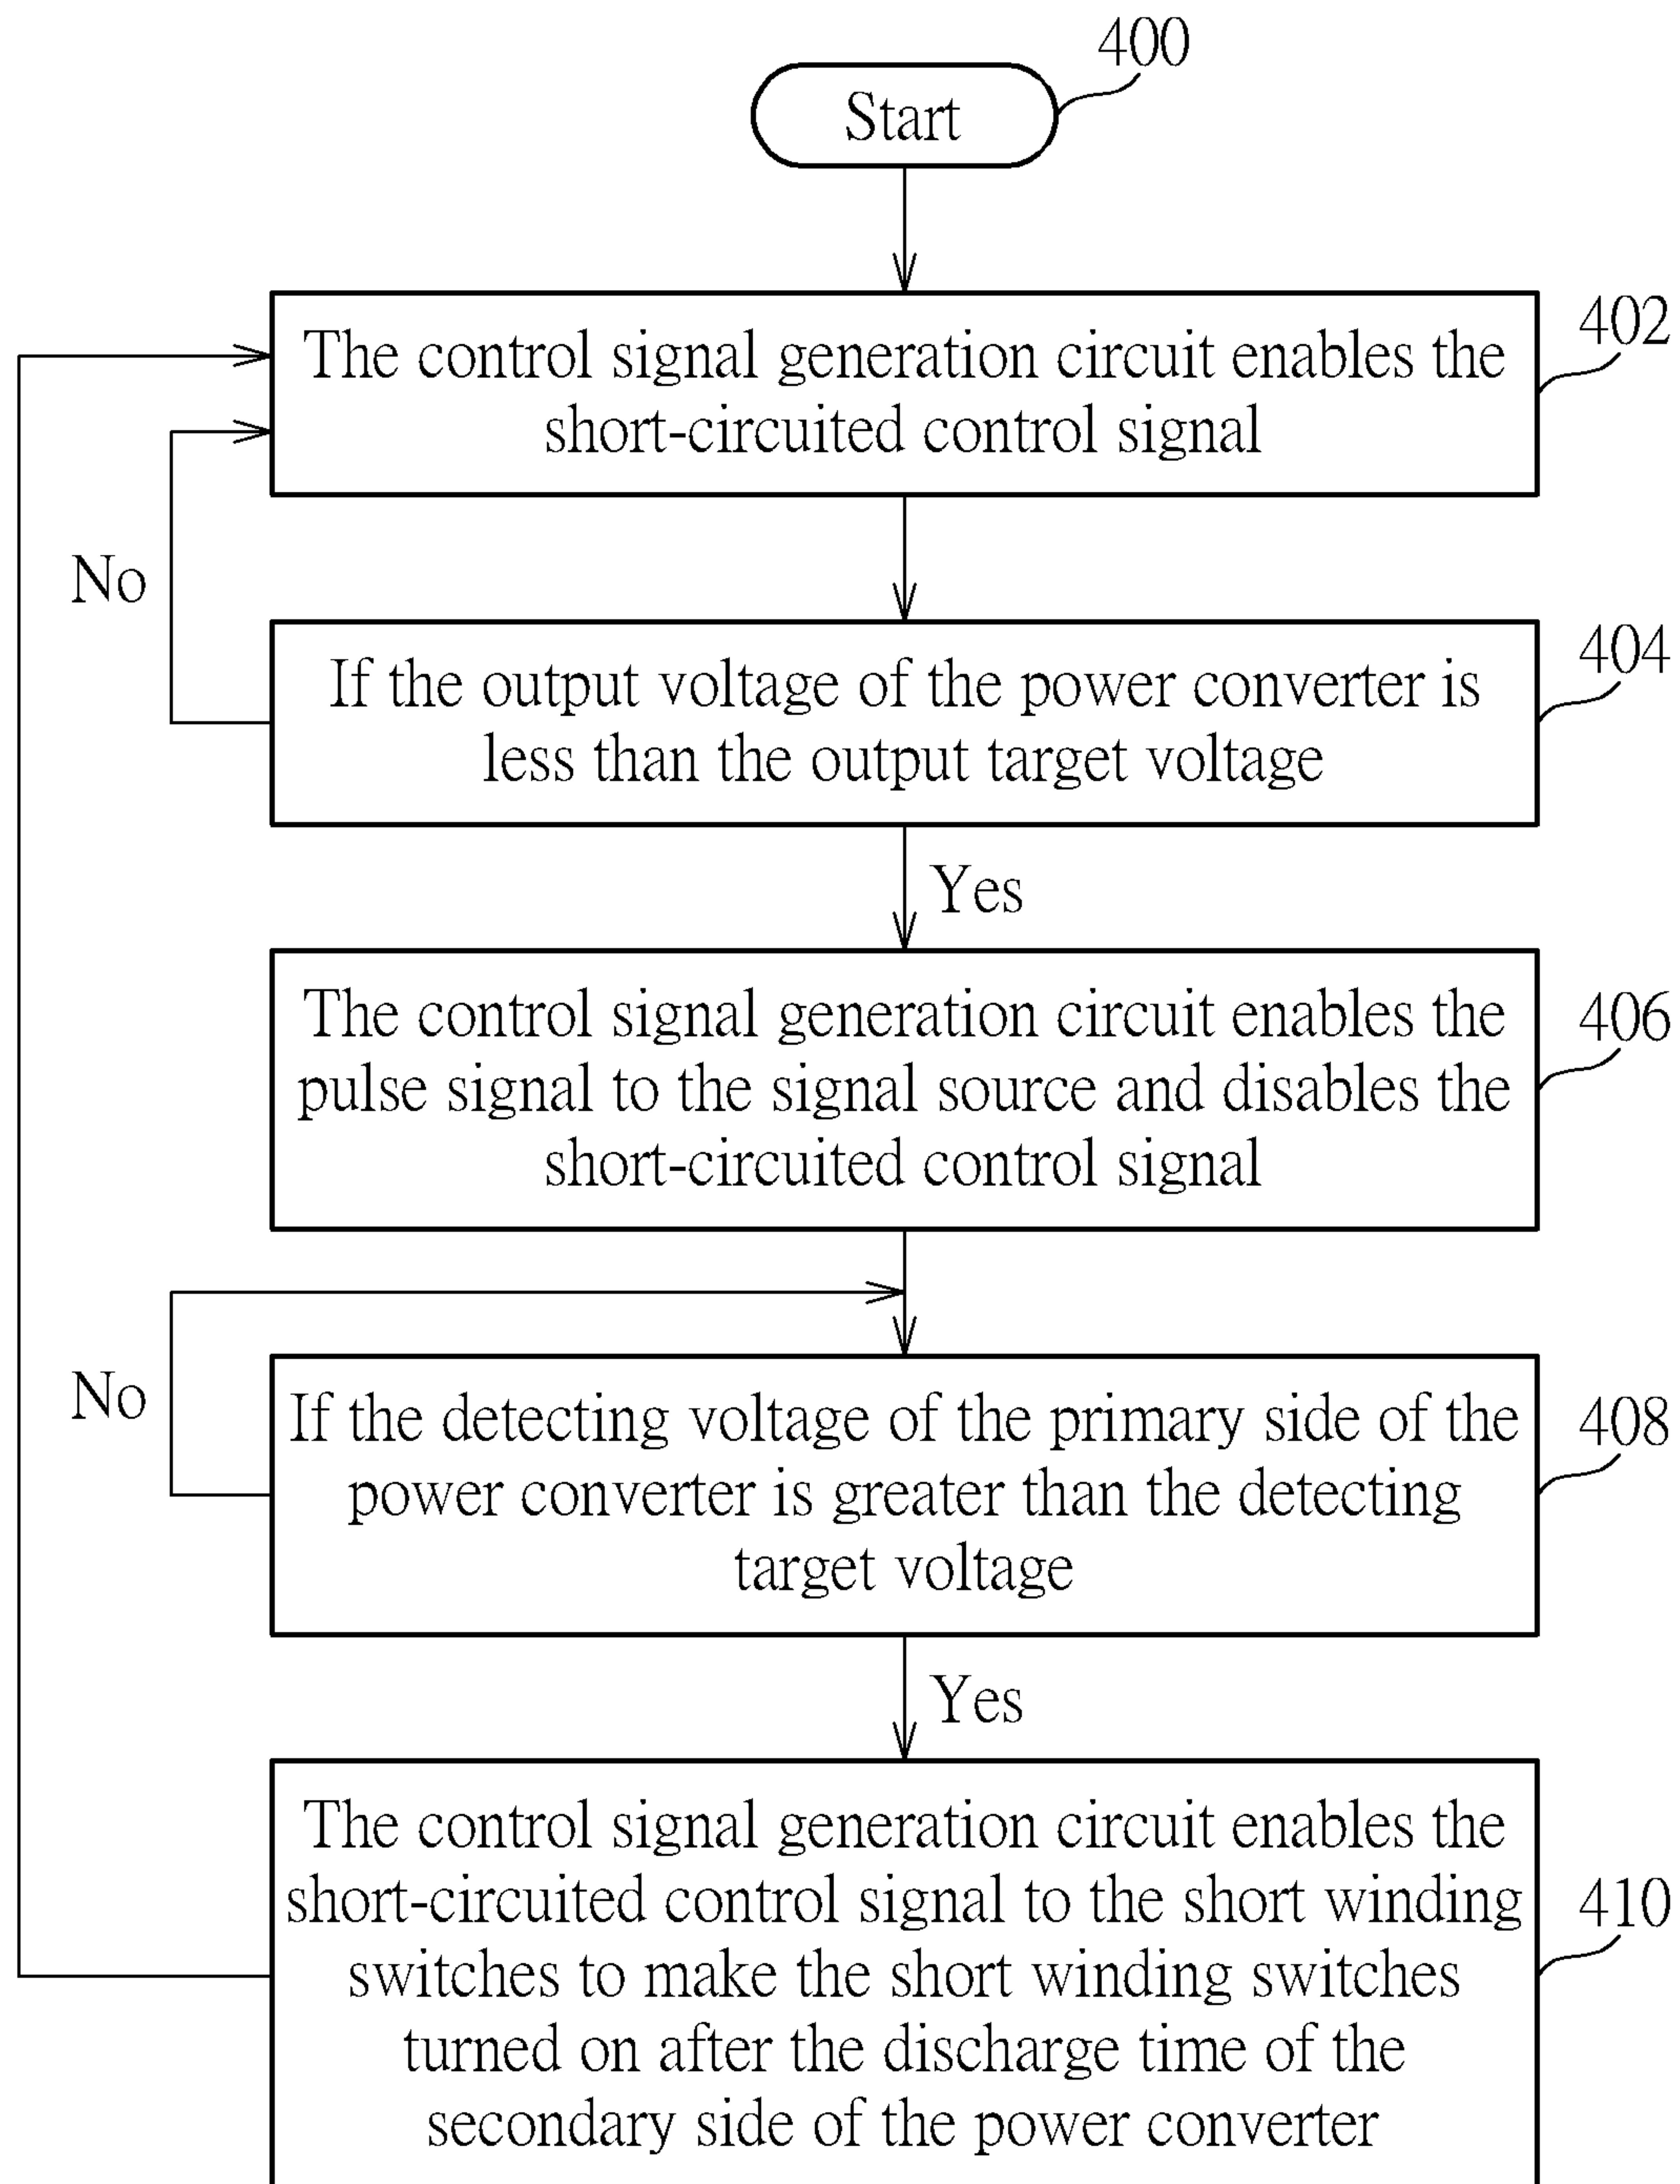 400
Start
402
The control signal generation circuit enables the
short-circuited control signal
No
404
If the output voltage of the power converter is
less than the output target voltage
Yes
406
The control signal generation circuit enables the
pulse signal to the signal source and disables the
short-circuited control signal
No
408
If the detecting voltage of the primary side of the
power converter is greater than the detecting
target voltage
Yes
410
The control signal generation circuit enables the
short-circuited control signal to the short winding
switches to make the short winding switches
turned on after the discharge time of the
secondary side of the power converter